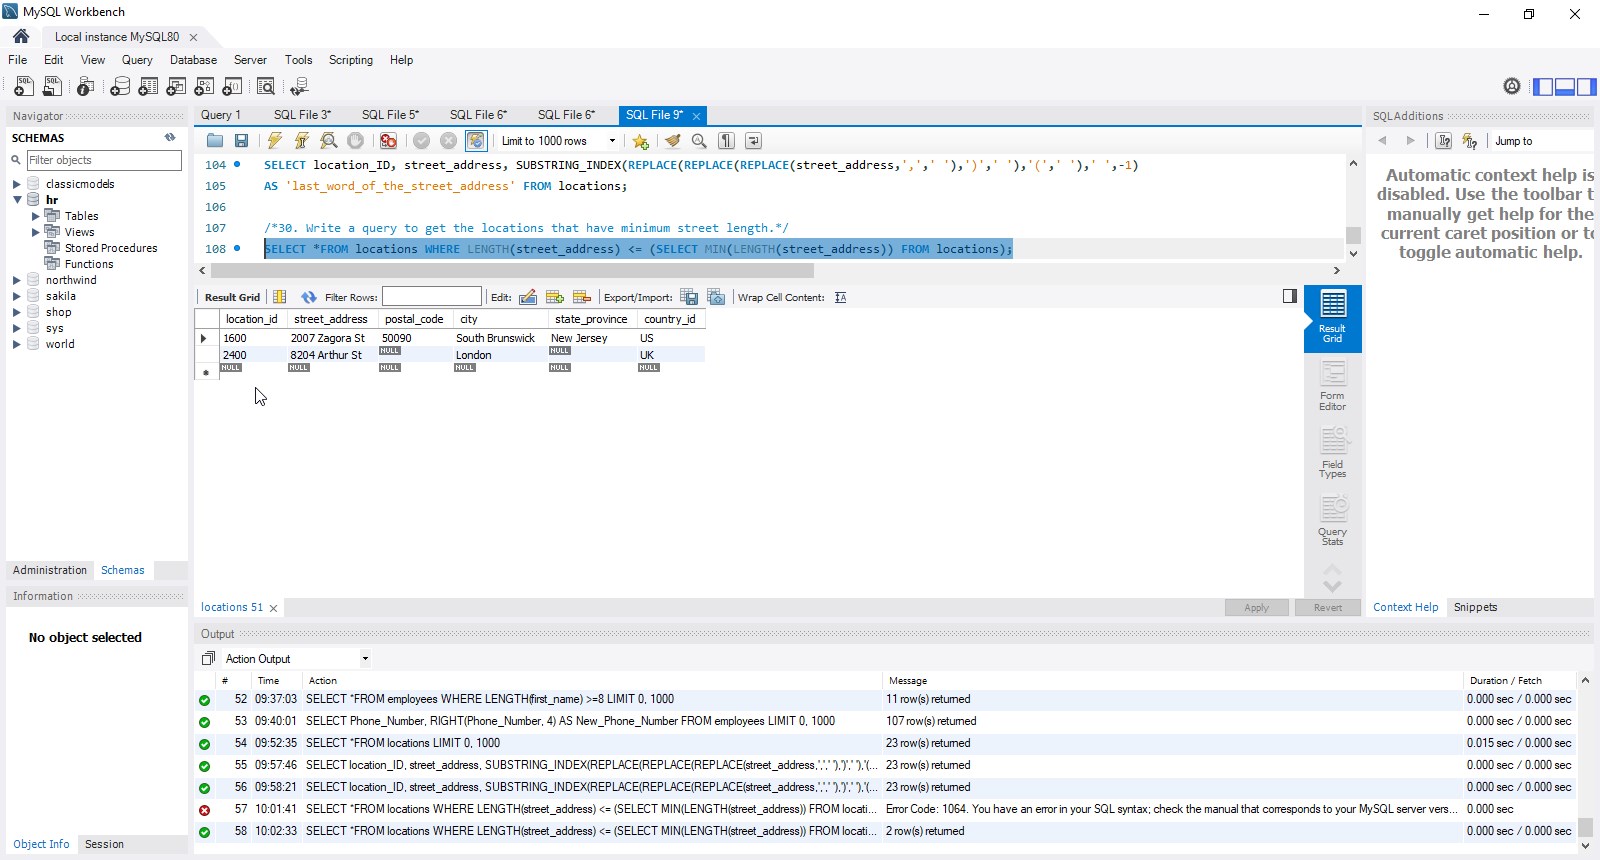 MySQL Workbench
Local instance MySQL80
File Edit View Query Database Server Tools Scripting Help
Navigator
SCHEMAS
Filter objects
classicmodels
hr
Tables
Views
Stored Procedures
Functions
northwind
sakila
shop
sys
world
Administration Schemas
Information
No object selected
Object Info Session
Query 1 SQL File 3* SQL File 5* SQL File 6* SQL File 6* SQL File 9*
Limit to 1000 rows
104 SELECT location_ID, street_address, SUBSTRING_INDEX(REPLACE(REPLACE(REPLACE(street_address,',',' '),')',' '),'(',' '),' ',-1)
105 AS 'last_word_of_the_street_address' FROM locations;
106
107 /*30. Write a query to get the locations that have minimum street length.*/
108 SELECT *FROM locations WHERE LENGTH(street_address) <= (SELECT MIN(LENGTH(street_address)) FROM locations);
Result Grid Filter Rows: Edit: Export/Import: Wrap Cell Content:
location_id street_address postal_code city state_province country_id
1600 2007 Zagora St 50090 South Brunswick New Jersey US
2400 8204 Arthur St NULL London NULL UK
NULL NULL NULL NULL NULL NULL
Result
Grid
Form
Editor
Field
Types
Query
Stats
locations 51
Apply Revert
SQLAdditions
Jump to
Automatic context help is
disabled. Use the toolbar t
manually get help for the
current caret position or to
toggle automatic help.
Context Help Snippets
Output
Action Output
# Time Action Message Duration / Fetch
52 09:37:03 SELECT *FROM employees WHERE LENGTH(first_name) >=8 LIMIT 0, 1000 11 row(s) returned 0.000 sec / 0.000 sec
53 09:40:01 SELECT Phone_Number, RIGHT(Phone_Number, 4) AS New_Phone_Number FROM employees LIMIT 0, 1000 107 row(s) returned 0.000 sec / 0.000 sec
54 09:52:35 SELECT *FROM locations LIMIT 0, 1000 23 row(s) returned 0.015 sec / 0.000 sec
55 09:57:46 SELECT location_ID, street_address, SUBSTRING_INDEX(REPLACE(REPLACE(REPLACE(street_address,',',' '),')',' '),'(... 23 row(s) returned 0.000 sec / 0.000 sec
56 09:58:21 SELECT location_ID, street_address, SUBSTRING_INDEX(REPLACE(REPLACE(REPLACE(street_address,',',' '),')',' '),'(... 23 row(s) returned 0.000 sec / 0.000 sec
57 10:01:41 SELECT *FROM locations WHERE LENGTH(street_address) <= (SELECT MIN(LENGTH(street_address)) FROM locati... Error Code: 1064. You have an error in your SQL syntax; check the manual that corresponds to your MySQL server vers... 0.000 sec
58 10:02:33 SELECT *FROM locations WHERE LENGTH(street_address) <= (SELECT MIN(LENGTH(street_address)) FROM locati... 2 row(s) returned 0.000 sec / 0.000 sec